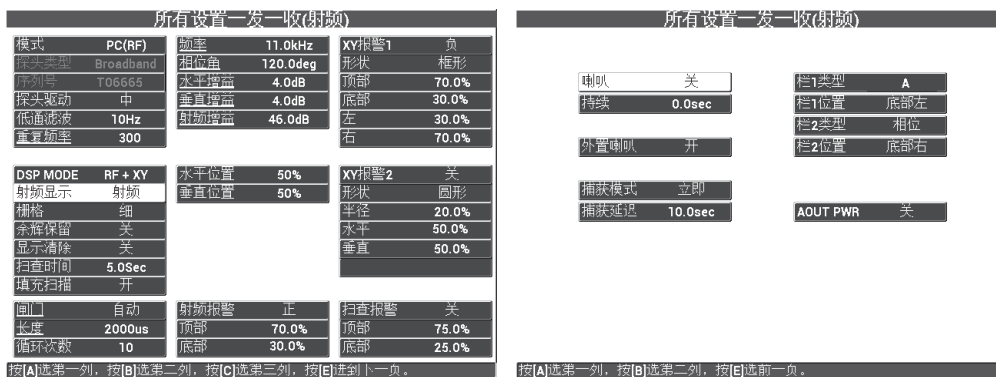 所有设置一发一收(射频)
模式 PC(RF)
探头类型 Broadband
序列号 T06665
探头驱动 中
低通滤波 10Hz
重复频率 300
频率 11.0kHz
相位角 120.0deg
水平增益 4.0dB
垂直增益 4.0dB
射频增益 46.0dB
XY报警1 负
形状 框形
顶部 70.0%
底部 30.0%
左 30.0%
右 70.0%
DSP MODE RF + XY
射频显示 射频
栅格 细
余辉保留 关
显示清除 关
扫查时间 5.0Sec
填充扫描 开
水平位置 50%
垂直位置 50%
XY报警2 关
形状 圆形
半径 20.0%
水平 50.0%
垂直 50.0%
闸门 自动
长度 2000us
循环次数 10
射频报警 正
顶部 70.0%
底部 30.0%
扫查报警 关
顶部 75.0%
底部 25.0%
按[A]选第一列，按[B]选第二列，按[C]选第三列，按[E]进到下一页。
所有设置一发一收(射频)
喇叭 关
持续 0.0sec
外置喇叭 开
捕获模式 立即
捕获延迟 10.0sec
栏1类型 A
栏1位置 底部左
栏2类型 相位
栏2位置 底部右
AOUT PWR 关
按[A]选第一列，按[B]选第二列，按[E]选前一页。